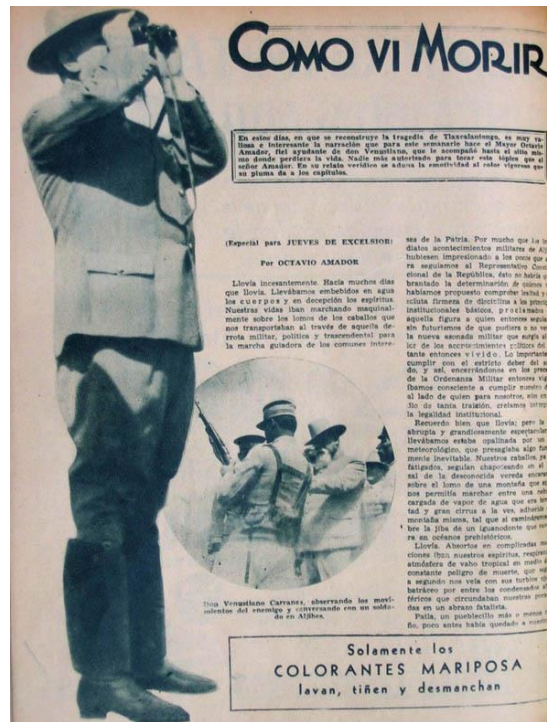 COMO VI MORIR
En estos días, en que se reconstruye la tragedia de Tlaxcalantongo, es muy va-
liosa e interesante la narración que para este semanario hace el Mayor Octavio
Amador, fiel ayudante de don Venustiano, que le acompañó hasta el sitio mis-
mo donde perdiera la vida. Nadie más autorizado para tocar este tópico que el
señor Amador. En su relato verídico se aduna la emotividad al color vigoroso que
su pluma da a los capítulos.
(Especial para JUEVES DE EXCELSIOR)
Por OCTAVIO AMADOR
Llovía incesantemente. Hacía muchos días
que llovía. Llevábamos embebidos en agua
los cuerpos y en decepción los espíritus.
Nuestras vidas iban marchando maquinal-
mente sobre los lomos de los caballos que
nos transportaban al través de aquella de-
rrota militar, política y trascendental para
la marcha guiadora de los comunes intere-
ses de la Patria. Por mucho que los
diatos acontecimientos militares de
hubiesen impresionado a los pocos que
ra seguíamos al Representativo
cional de la República, ésto no
brantado la determinación de quienes
habíamos propuesto comprobar lealtad y
soluta firmeza de disciplina a los
institucionales básicos, proclamando
aquella figura a quien entonces
sin futurismos de que pudiera o no
la nueva asonada militar que surgía al
lor de los acontecimientos políticos del
tante entonces vivido. Lo importante
cumplir con el estricto deber del
do, y así, encerrándonos en los
de la Ordenanza Militar entonces
íbamos consciente a cumplir nuestro
al lado de quien para nosotros, aún en
dio de tanta traición, creíamos
la legalidad institucional.
Recuerdo bien que llovía; pero la
abrupta y grandiosamente espectacular
llevábamos estaba opalinada por un
meteorológico, que presagiaba algo
mente inevitable. Nuestros caballos, ya
fatigados, seguían chapoteando en el
sal de la desconocida vereda
sobre el lomo de una montaña que
nos permitía marchar entre una
cargada de vapor de agua que era
tad y gran cirrus a la vez, adherida
montaña misma, tal que si camináramos
bre la jiba de un iguanodonte que
ra en océanos prehistóricos.
Llovía. Absortos en complicadas
ciones iban nuestros espíritus,
atmósfera de vaho tropical en medio
constante peligro de muerte, que
a segundo nos veía con sus turbios
batráceo por entre los condensados
féricos que circundaban nuestras
das en un abrazo fatalista.
Patla, un pueblecillo más o menos
ño, poco antes había quedado a
Don Venustiano Carranza, observando los movi-
mientos del enemigo y conversando con un solda-
do en Aljibes.
Solamente los
COLORANTES MARIPOSA
lavan, tiñen y desmanchan